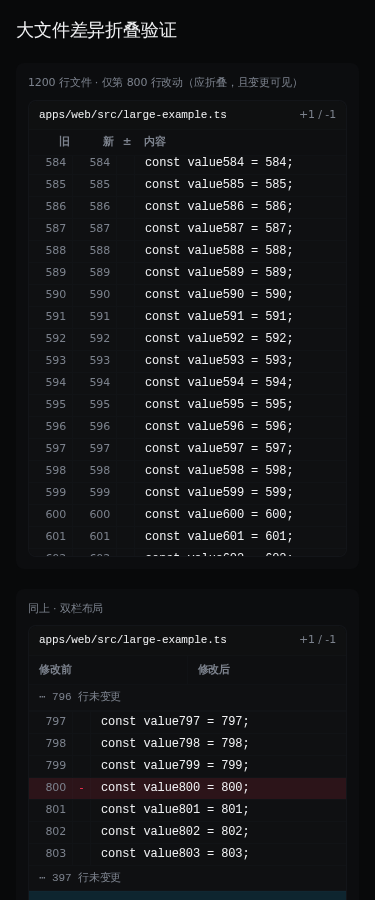 大文件差异折叠验证
1200 行文件 · 仅第 800 行改动（应折叠，且变更可见）
apps/web/src/large-example.ts +1 / -1
旧 新 ± 内容
584 584 const value584 = 584;
585 585 const value585 = 585;
586 586 const value586 = 586;
587 587 const value587 = 587;
588 588 const value588 = 588;
589 589 const value589 = 589;
590 590 const value590 = 590;
591 591 const value591 = 591;
592 592 const value592 = 592;
593 593 const value593 = 593;
594 594 const value594 = 594;
595 595 const value595 = 595;
596 596 const value596 = 596;
597 597 const value597 = 597;
598 598 const value598 = 598;
599 599 const value599 = 599;
600 600 const value600 = 600;
601 601 const value601 = 601;
同上 · 双栏布局
apps/web/src/large-example.ts +1 / -1
修改前 修改后
⋯ 796 行未变更
797 const value797 = 797;
798 const value798 = 798;
799 const value799 = 799;
800 - const value800 = 800;
801 const value801 = 801;
802 const value802 = 802;
803 const value803 = 803;
⋯ 397 行未变更